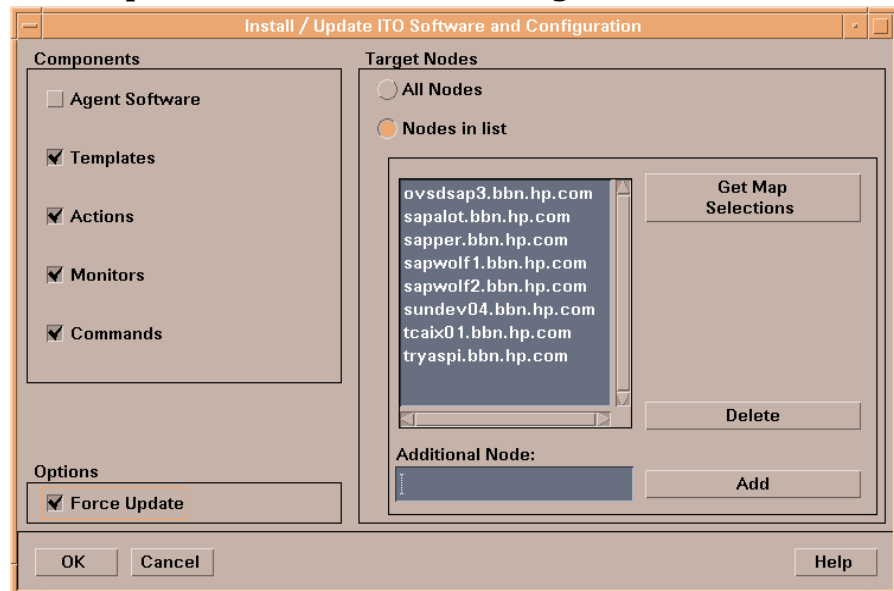 Install / Update ITO Software and Configuration
Components
Agent Software
Templates
Actions
Monitors
Commands
Options
Force Update
Target Nodes
All Nodes
Nodes in list
ovsdsap3.bbn.hp.com
sapalot.bbn.hp.com
sapper.bbn.hp.com
sapwolf1.bbn.hp.com
sapwolf2.bbn.hp.com
sundev04.bbn.hp.com
tcaix01.bbn.hp.com
tryaspi.bbn.hp.com
Get Map
Selections
Delete
Additional Node:
Add
OK
Cancel
Help